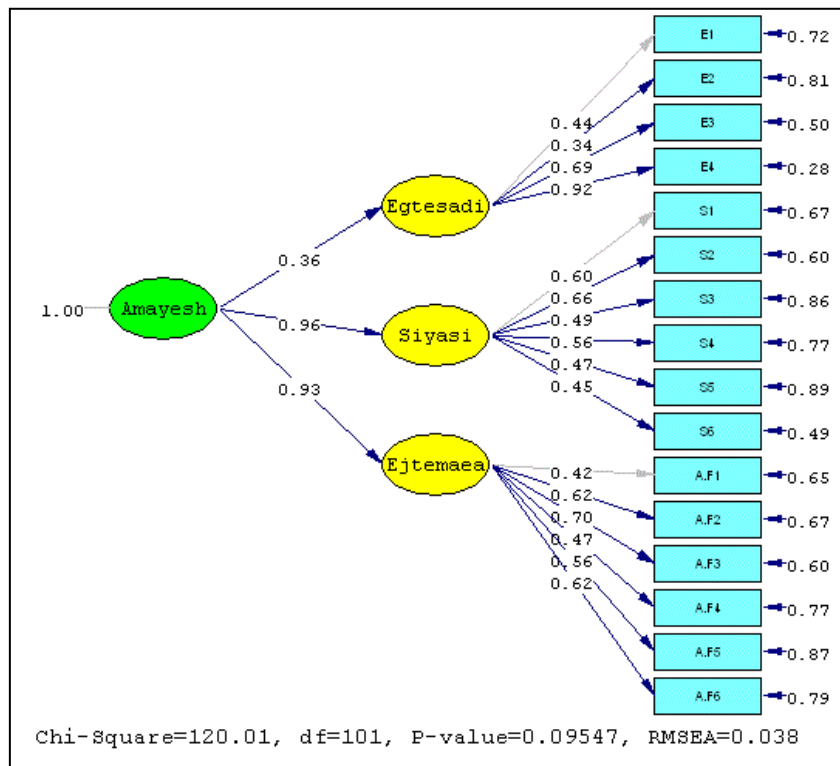 E1
0.72
E2
0.81
0.44
E3
0.50
0.34
0.69
E4
0.28
0.92
Egtesadi
S1
0.67
0.36
S2
0.60
0.60
0.66
S3
0.86
0.49
1.00
Amayesh
0.96
Siyasi
0.56
S4
0.77
0.47
0.45
S5
0.89
0.93
S6
0.49
Ejtemaea
0.42
A.F1
0.65
0.62
0.70
A.F2
0.67
0.47
0.56
A.F3
0.60
0.62
A.F4
0.77
A.F5
0.87
A.F6
0.79
Chi-Square=120.01, df=101, P-value=0.09547, RMSEA=0.038